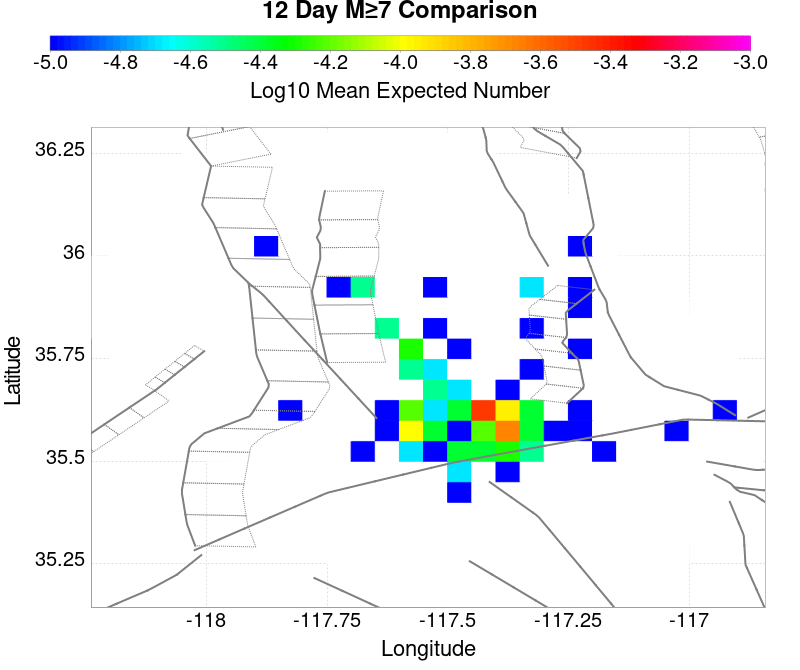 12 Day M≥7 Comparison
-5.0 -4.8 -4.6 -4.4 -4.2 -4.0 -3.8 -3.6 -3.4 -3.2 -3.0
Log10 Mean Expected Number
36.25
36
35.75
35.5
35.25
Latitude
-118 -117.75 -117.5 -117.25 -117
Longitude